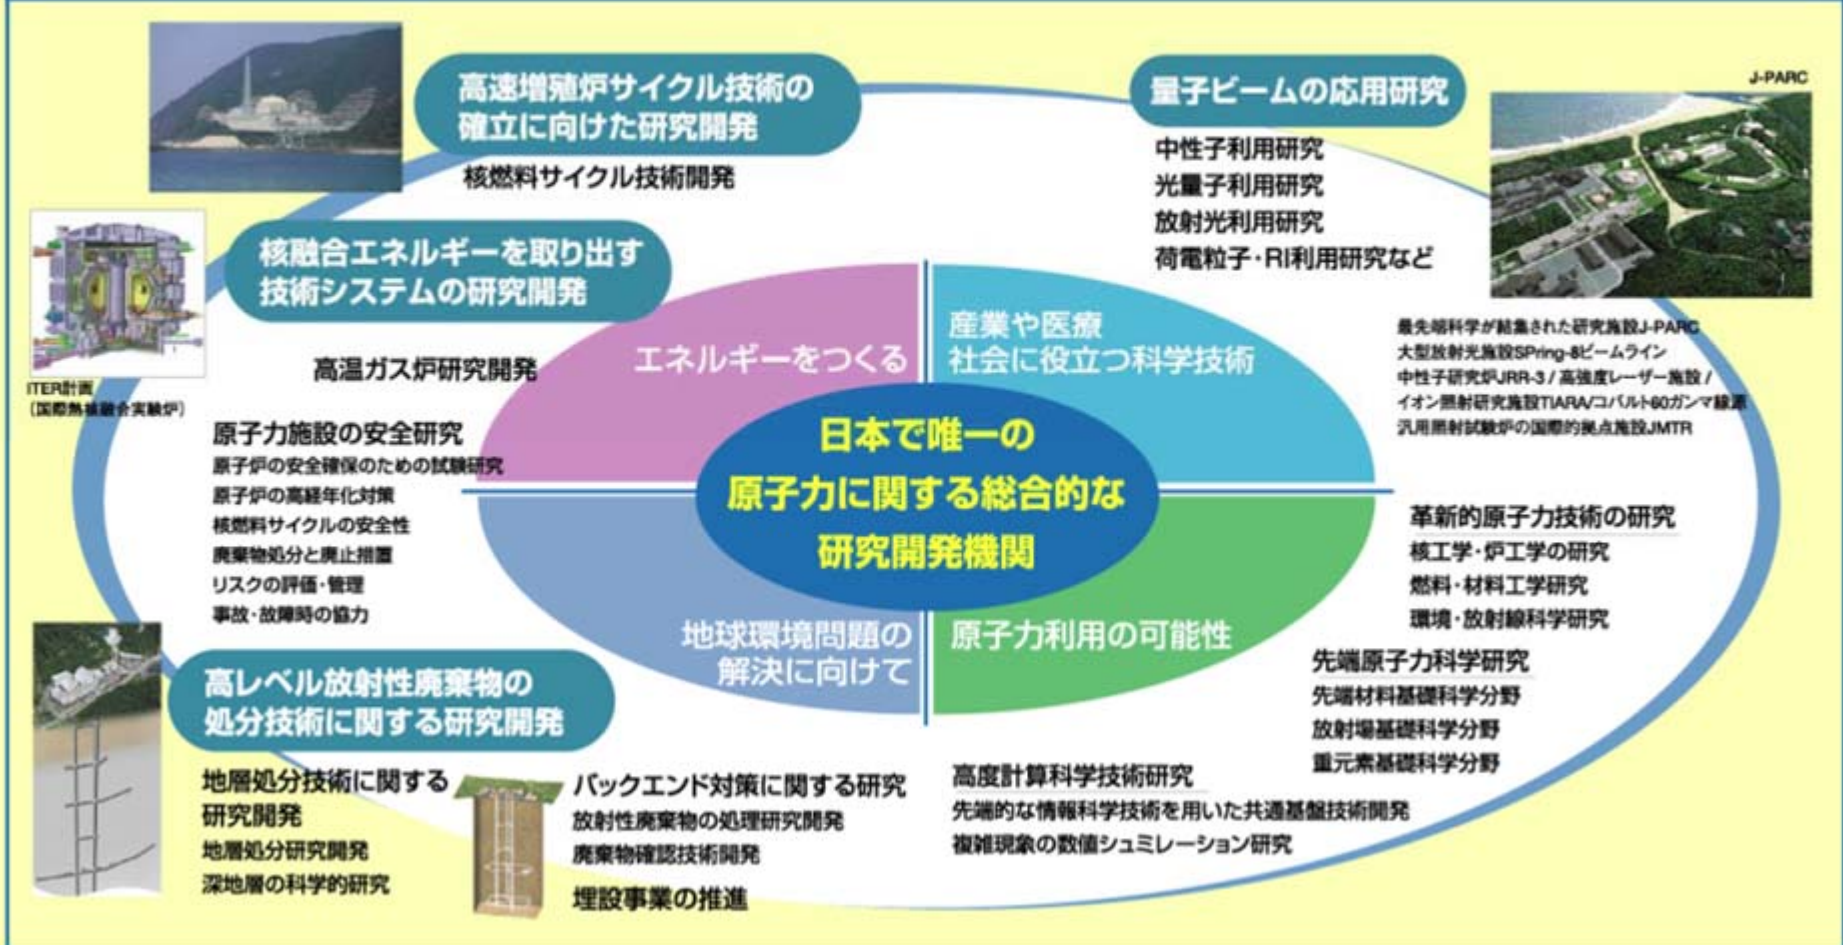 高速増殖炉サイクル技術の
確立に向けた研究開発
核燃料サイクル技術開発
核融合エネルギーを取り出す
技術システムの研究開発
ITER計画
(国際熱核融合実験炉)
高温ガス炉研究開発
原子力施設の安全研究
原子炉の安全確保のための試験研究
原子炉の高経年化対策
核燃料サイクルの安全性
廃棄物処分と廃止措置
リスクの評価・管理
事故・故障時の協力
量子ビームの応用研究
中性子利用研究
光量子利用研究
放射光利用研究
荷電粒子・RI利用研究など
J-PARC
最先端科学が結集された研究施設J-PARC
大型放射光施設SPring-8ビームライン
中性子研究炉JRR-3 / 高強度レーザー施設 /
イオン照射研究施設TIARA/コバルト60ガンマ線源
汎用照射試験炉の国際的拠点施設JMTR
エネルギーをつくる
産業や医療
社会に役立つ科学技術
日本で唯一の
原子力に関する総合的な
研究開発機関
地球環境問題の
解決に向けて
原子力利用の可能性
革新的原子力技術の研究
核工学・炉工学の研究
燃料・材料工学研究
環境・放射線科学研究
先端原子力科学研究
先端材料基礎科学分野
放射場基礎科学分野
重元素基礎科学分野
高レベル放射性廃棄物の
処分技術に関する研究開発
地層処分技術に関する
研究開発
地層処分研究開発
深地層の科学的研究
バックエンド対策に関する研究
放射性廃棄物の処理研究開発
廃棄物確認技術開発
埋設事業の推進
高度計算科学技術研究
先端的な情報科学技術を用いた共通基盤技術開発
複雑現象の数値シュミレーション研究